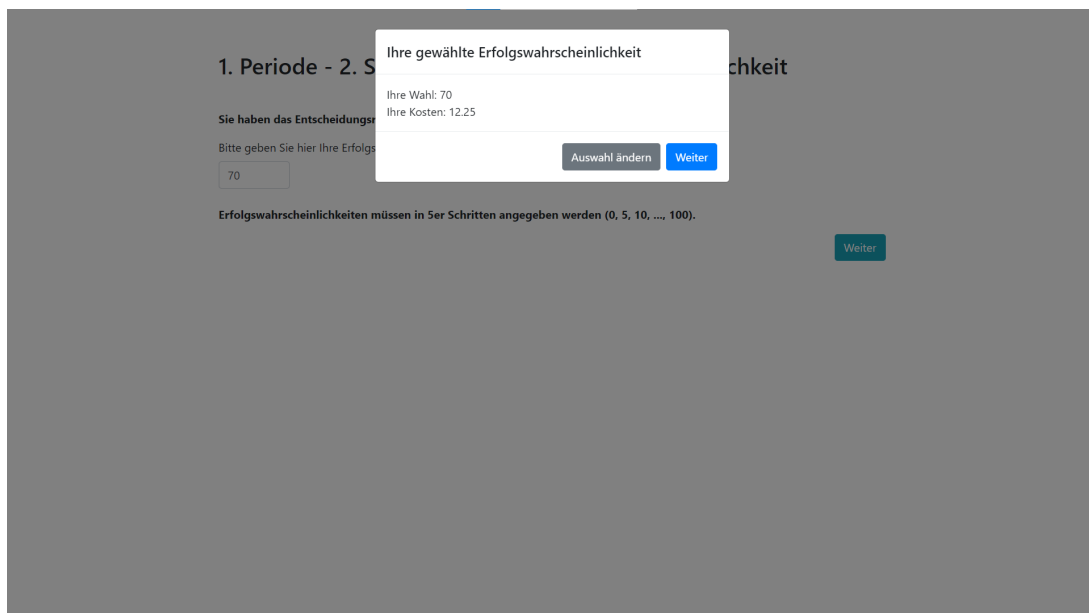 1. Periode - 2. S
chkeit
Ihre gewählte Erfolgswahrscheinlichkeit
Ihre Wahl: 70
Ihre Kosten: 12.25
Auswahl ändern
Weiter
Sie haben das Entscheidungsr
Bitte geben Sie hier Ihre Erfolgs
70
Erfolgswahrscheinlichkeiten müssen in 5er Schritten angegeben werden (0, 5, 10, ..., 100).
Weiter